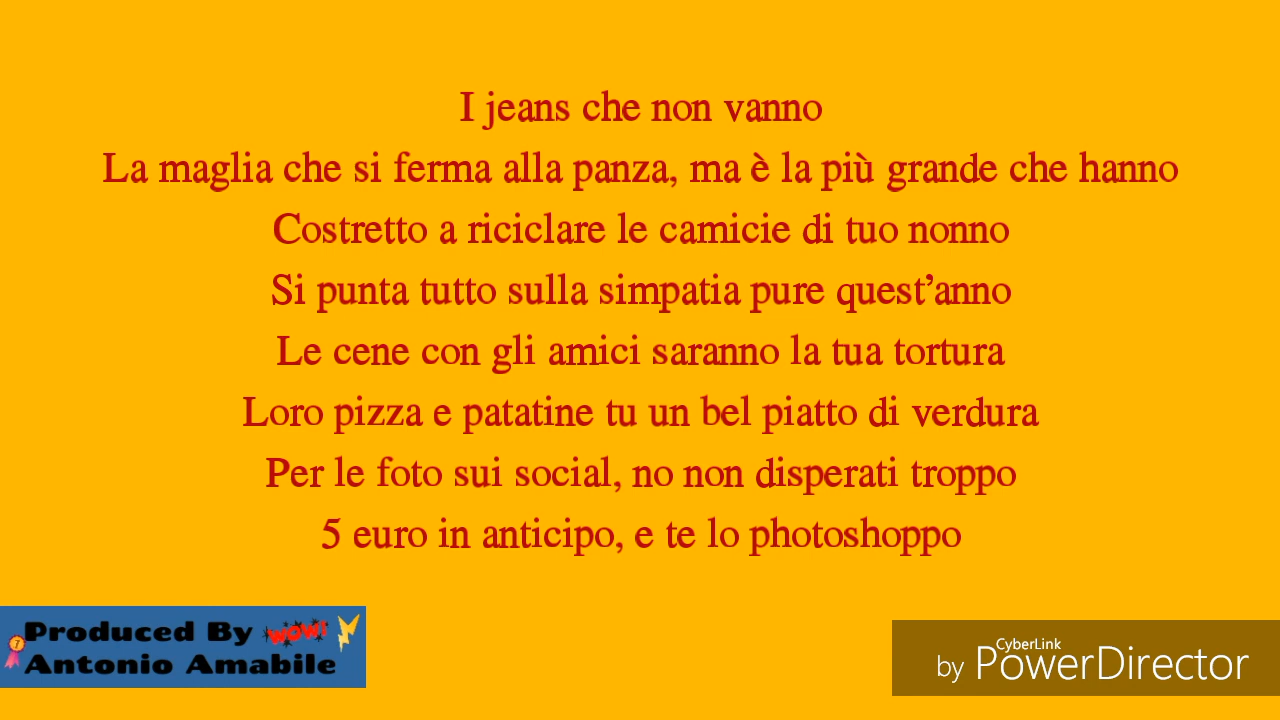 I jeans che non vanno
La maglia che si ferma alla panza, ma è la più grande che hanno
Costretto a riciclare le camicie di tuo nonno
Si punta tutto sulla simpatia pure quest’anno
Le cene con gli amici saranno la tua tortura
Loro pizza e patatine tu un bel piatto di verdura
Per le foto sui social, no non disperati troppo
5 euro in anticipo, e te lo photoshoppo
Produced By WOW!
Antonio Amabile
7
CyberLink
by PowerDirector